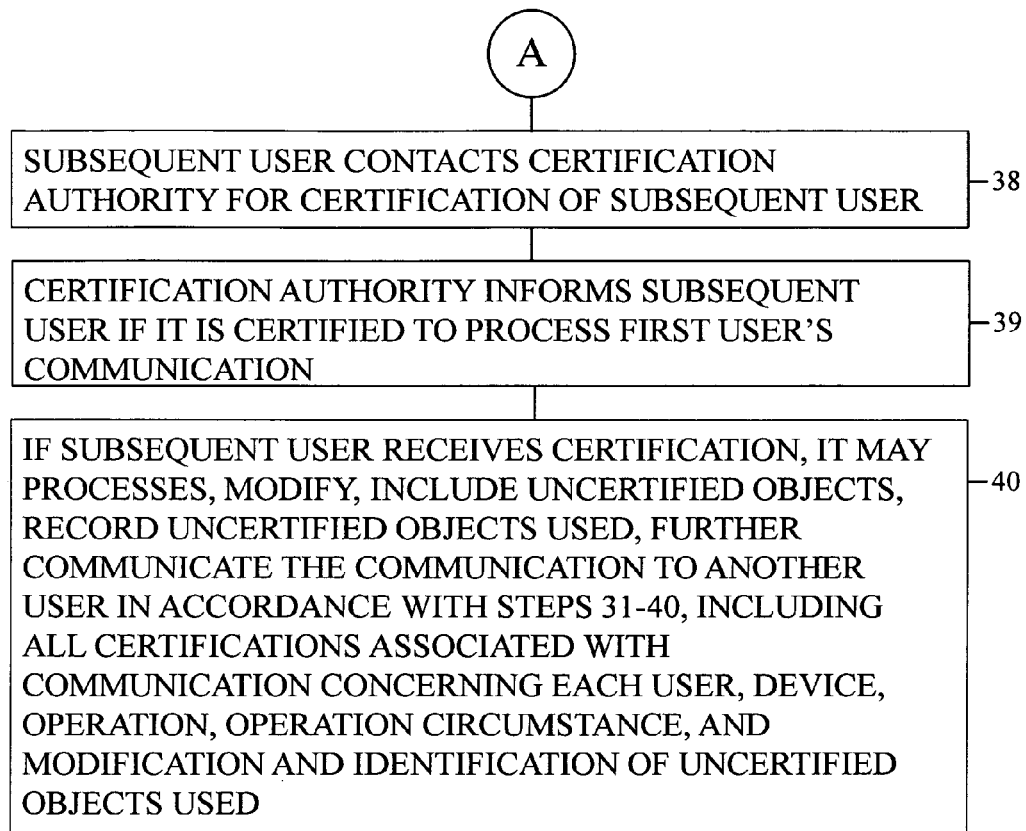 A
SUBSEQUENT USER CONTACTS CERTIFICATION
AUTHORITY FOR CERTIFICATION OF SUBSEQUENT USER
38
CERTIFICATION AUTHORITY INFORMS SUBSEQUENT
USER IF IT IS CERTIFIED TO PROCESS FIRST USER'S
COMMUNICATION
39
IF SUBSEQUENT USER RECEIVES CERTIFICATION, IT MAY
PROCESSES, MODIFY, INCLUDE UNCERTIFIED OBJECTS,
RECORD UNCERTIFIED OBJECTS USED, FURTHER
COMMUNICATE THE COMMUNICATION TO ANOTHER
USER IN ACCORDANCE WITH STEPS 31-40, INCLUDING
ALL CERTIFICATIONS ASSOCIATED WITH
COMMUNICATION CONCERNING EACH USER, DEVICE,
OPERATION, OPERATION CIRCUMSTANCE, AND
MODIFICATION AND IDENTIFICATION OF UNCERTIFIED
OBJECTS USED
40